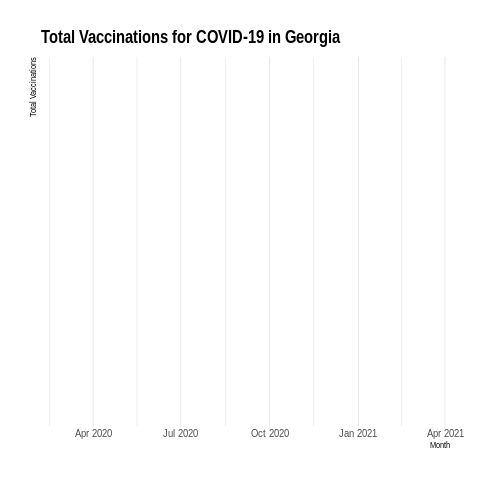 Total Vaccinations for COVID-19 in Georgia
Total Vaccinations
Apr 2020 Jul 2020 Oct 2020 Jan 2021 Apr 2021
Month